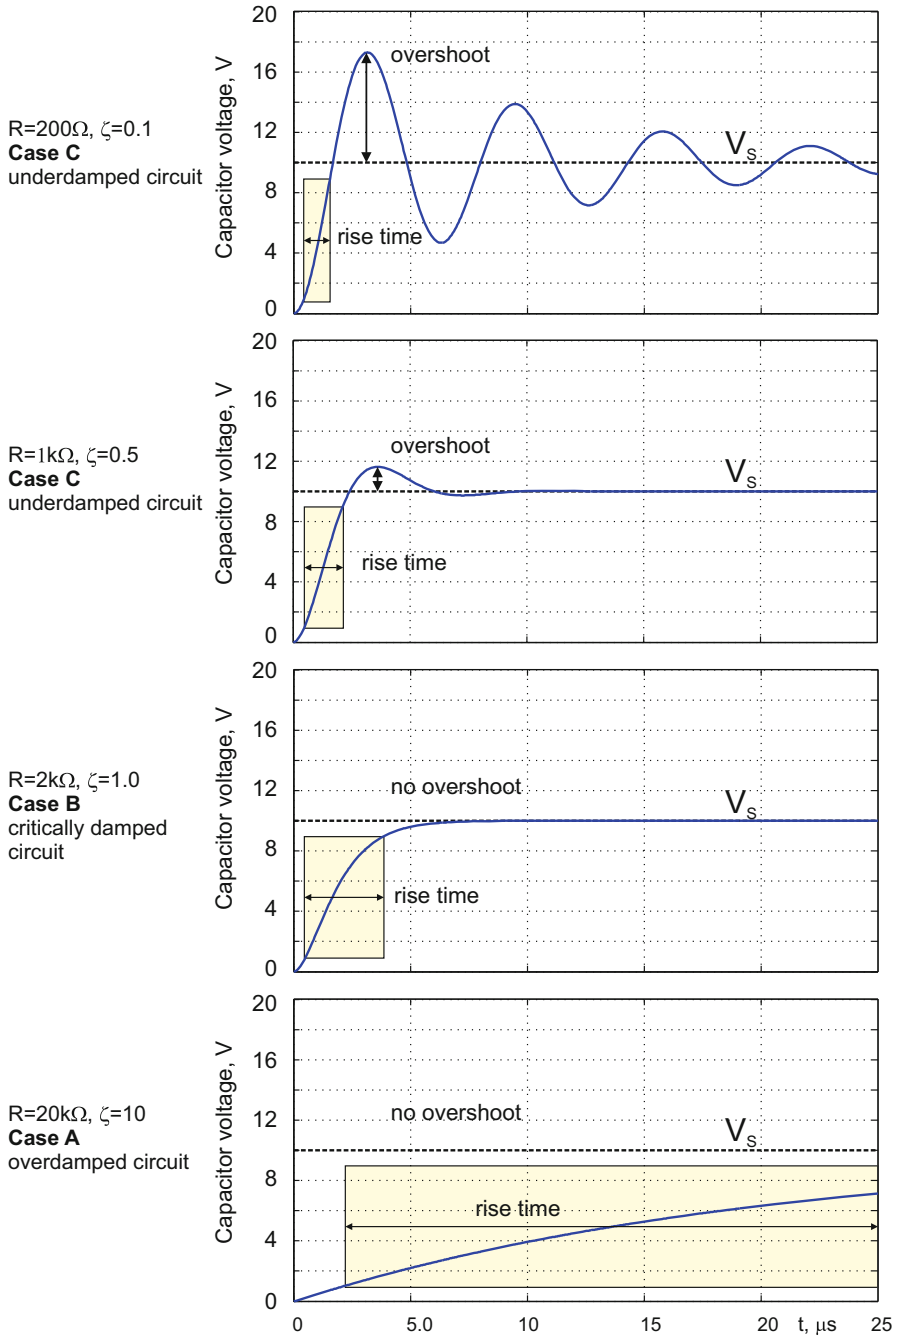 20
16
12
8
4
0
Capacitor voltage, V
R=200Ω, ζ=0.1
Case C
underdamped circuit
overshoot
V_S
rise time
20
16
12
8
4
0
Capacitor voltage, V
R=1kΩ, ζ=0.5
Case C
underdamped circuit
overshoot
V_S
rise time
20
16
12
8
4
0
Capacitor voltage, V
R=2kΩ, ζ=1.0
Case B
critically damped
circuit
no overshoot
V_S
rise time
20
16
12
8
4
0
Capacitor voltage, V
R=20kΩ, ζ=10
Case A
overdamped circuit
no overshoot
V_S
rise time
0 5.0 10 15 20 t, μs 25